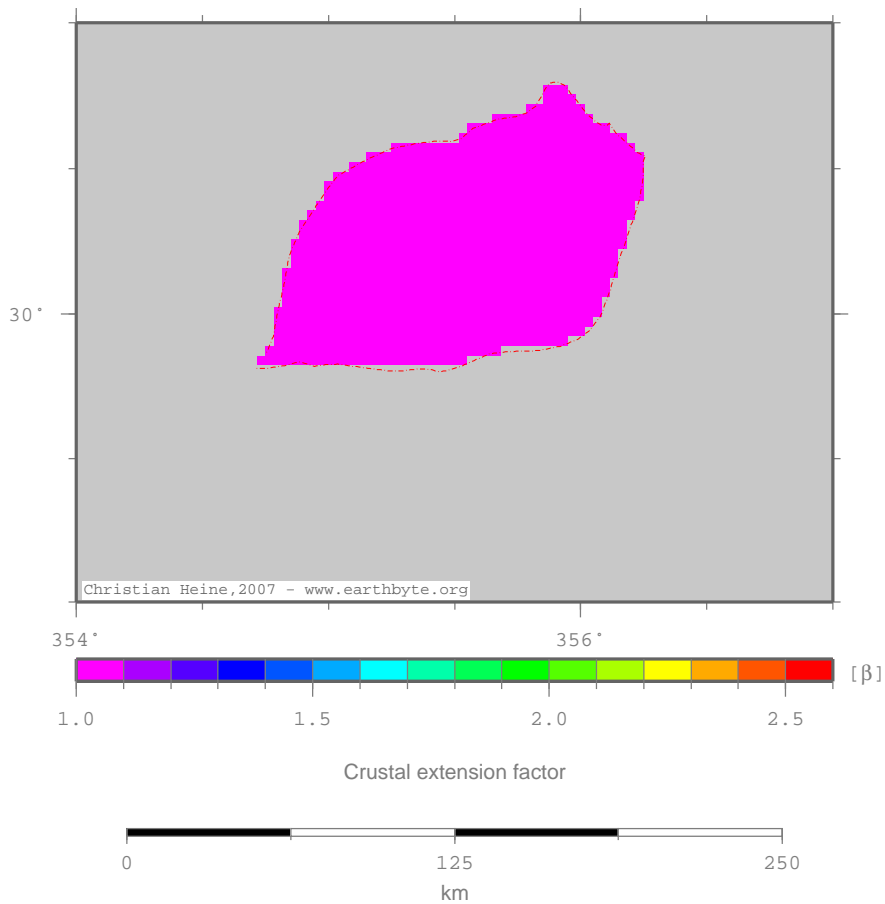 30°
Christian Heine,2007 - www.earthbyte.org
354° 356°
[β]
1.0 1.5 2.0 2.5
Crustal extension factor
0 125 250
km